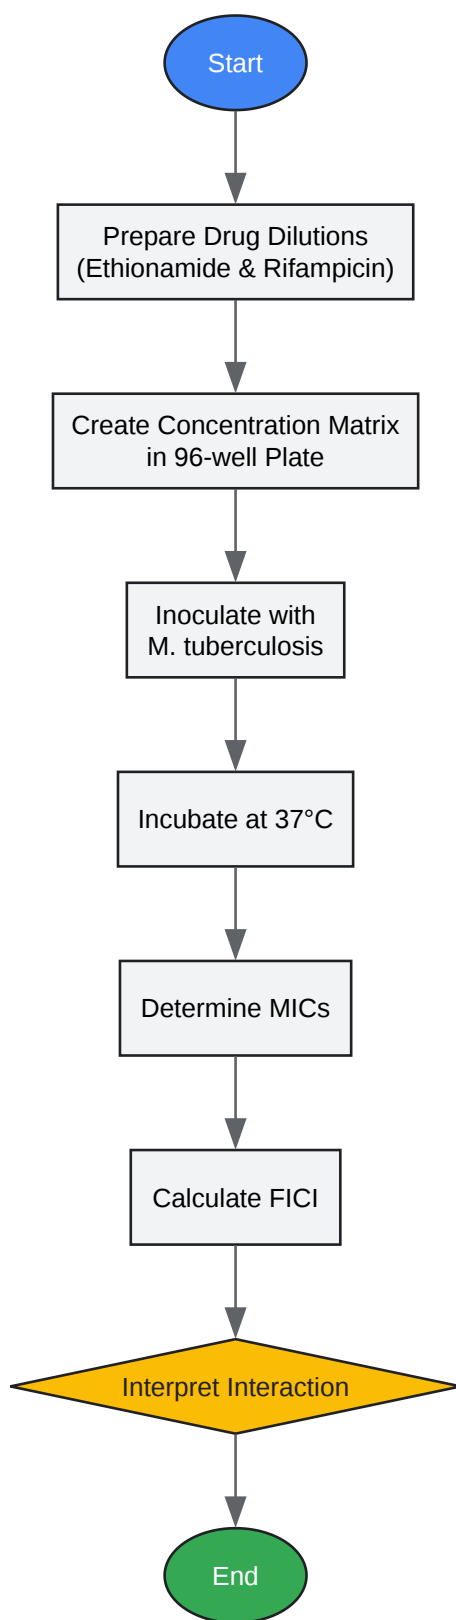 Start
Prepare Drug Dilutions
(Ethionamide & Rifampicin)
Create Concentration Matrix
in 96-well Plate
Inoculate with
M. tuberculosis
Incubate at 37°C
Determine MICs
Calculate FICI
Interpret Interaction
End